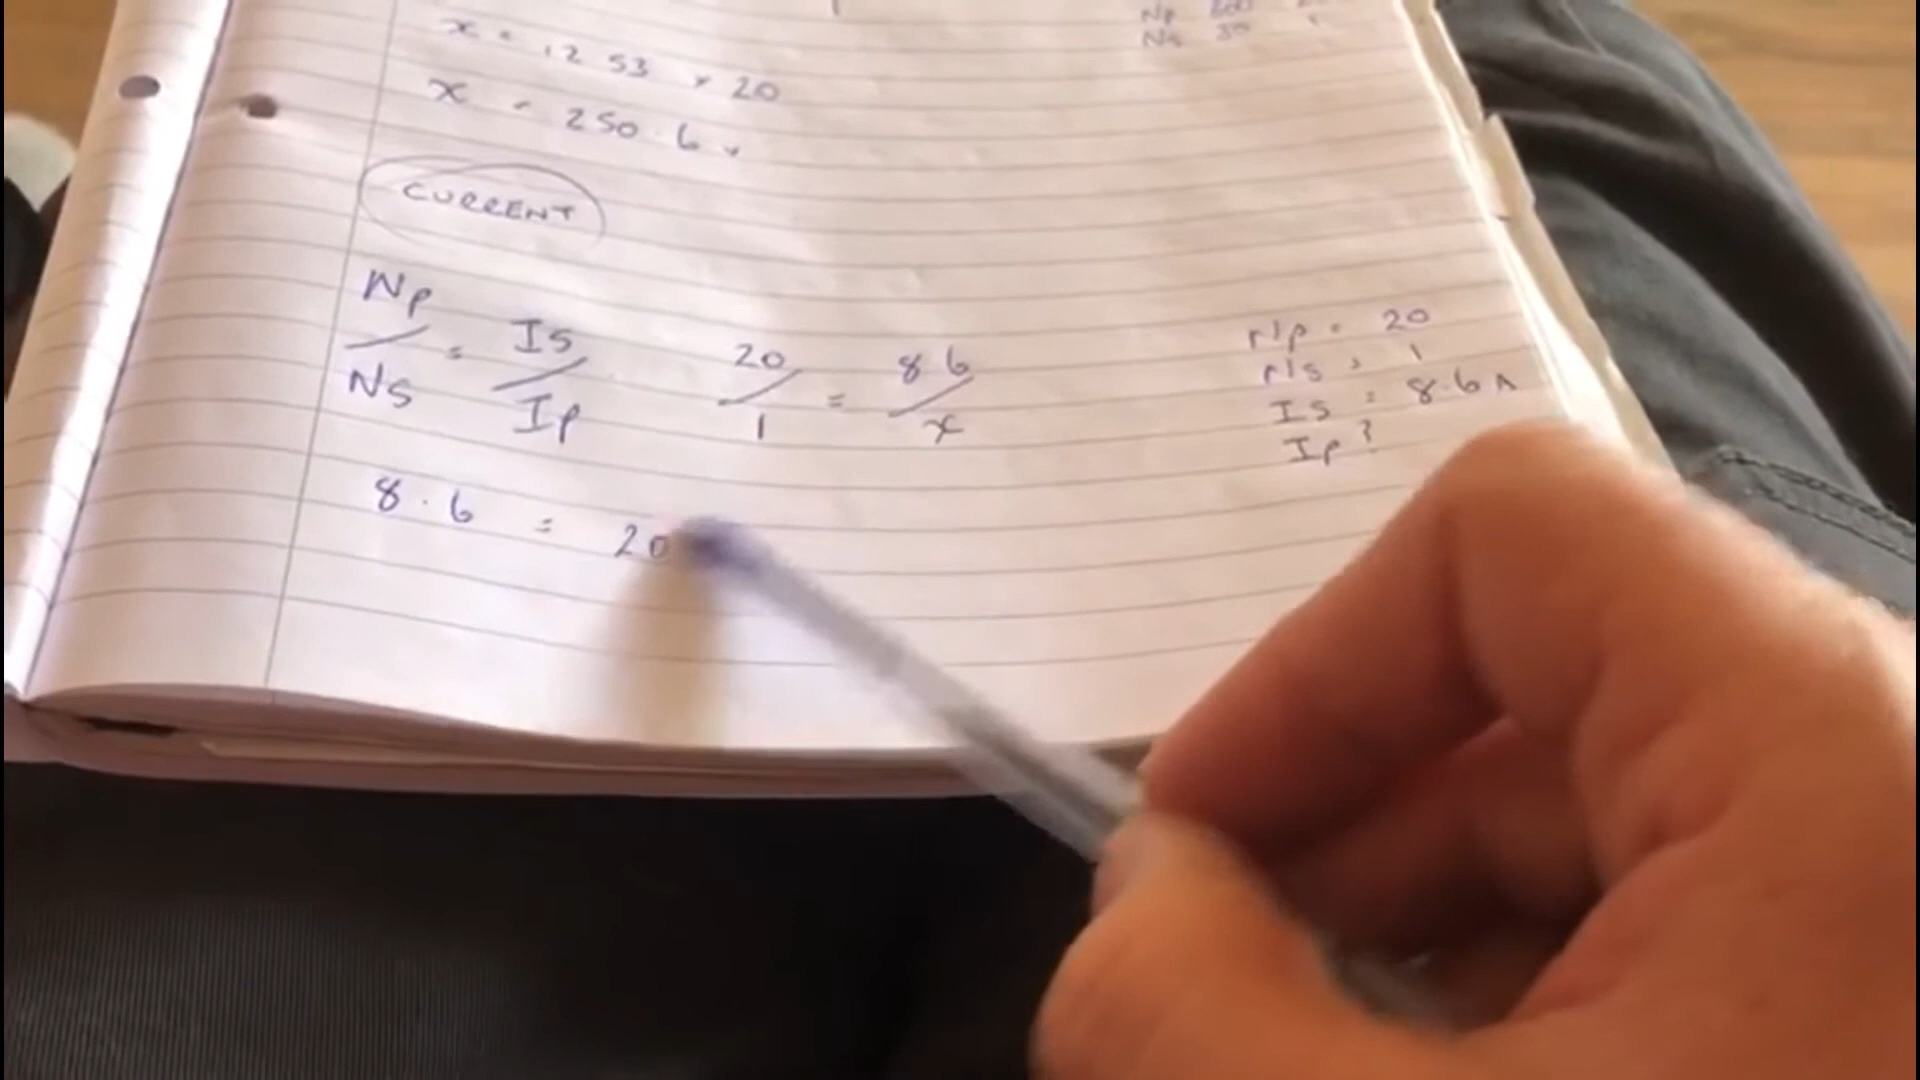 x = 12 53 × 20
x = 250.6 v
CURRENT
Np / Ns = Is / Ip 20 / 1 = 8.6 / x
Np = 20
Ns = 1
Is = 8.6 A
Ip ?
8.6 = 20